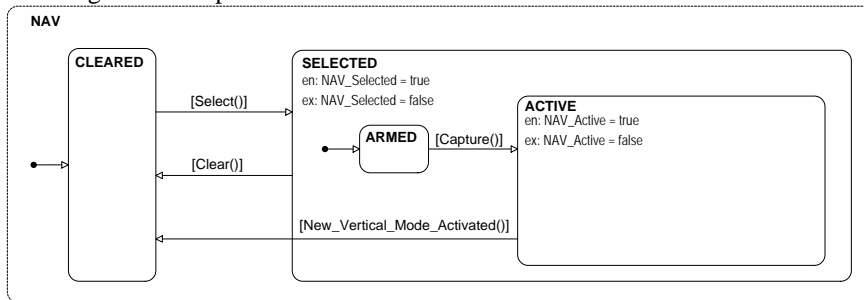 NAV
CLEARED
SELECTED
en: NAV_Selected = true
ex: NAV_Selected = false
[Select()]
ACTIVE
en: NAV_Active = true
ex: NAV_Active = false
ARMED
[Capture()]
[Clear()]
[New_Vertical_Mode_Activated()]